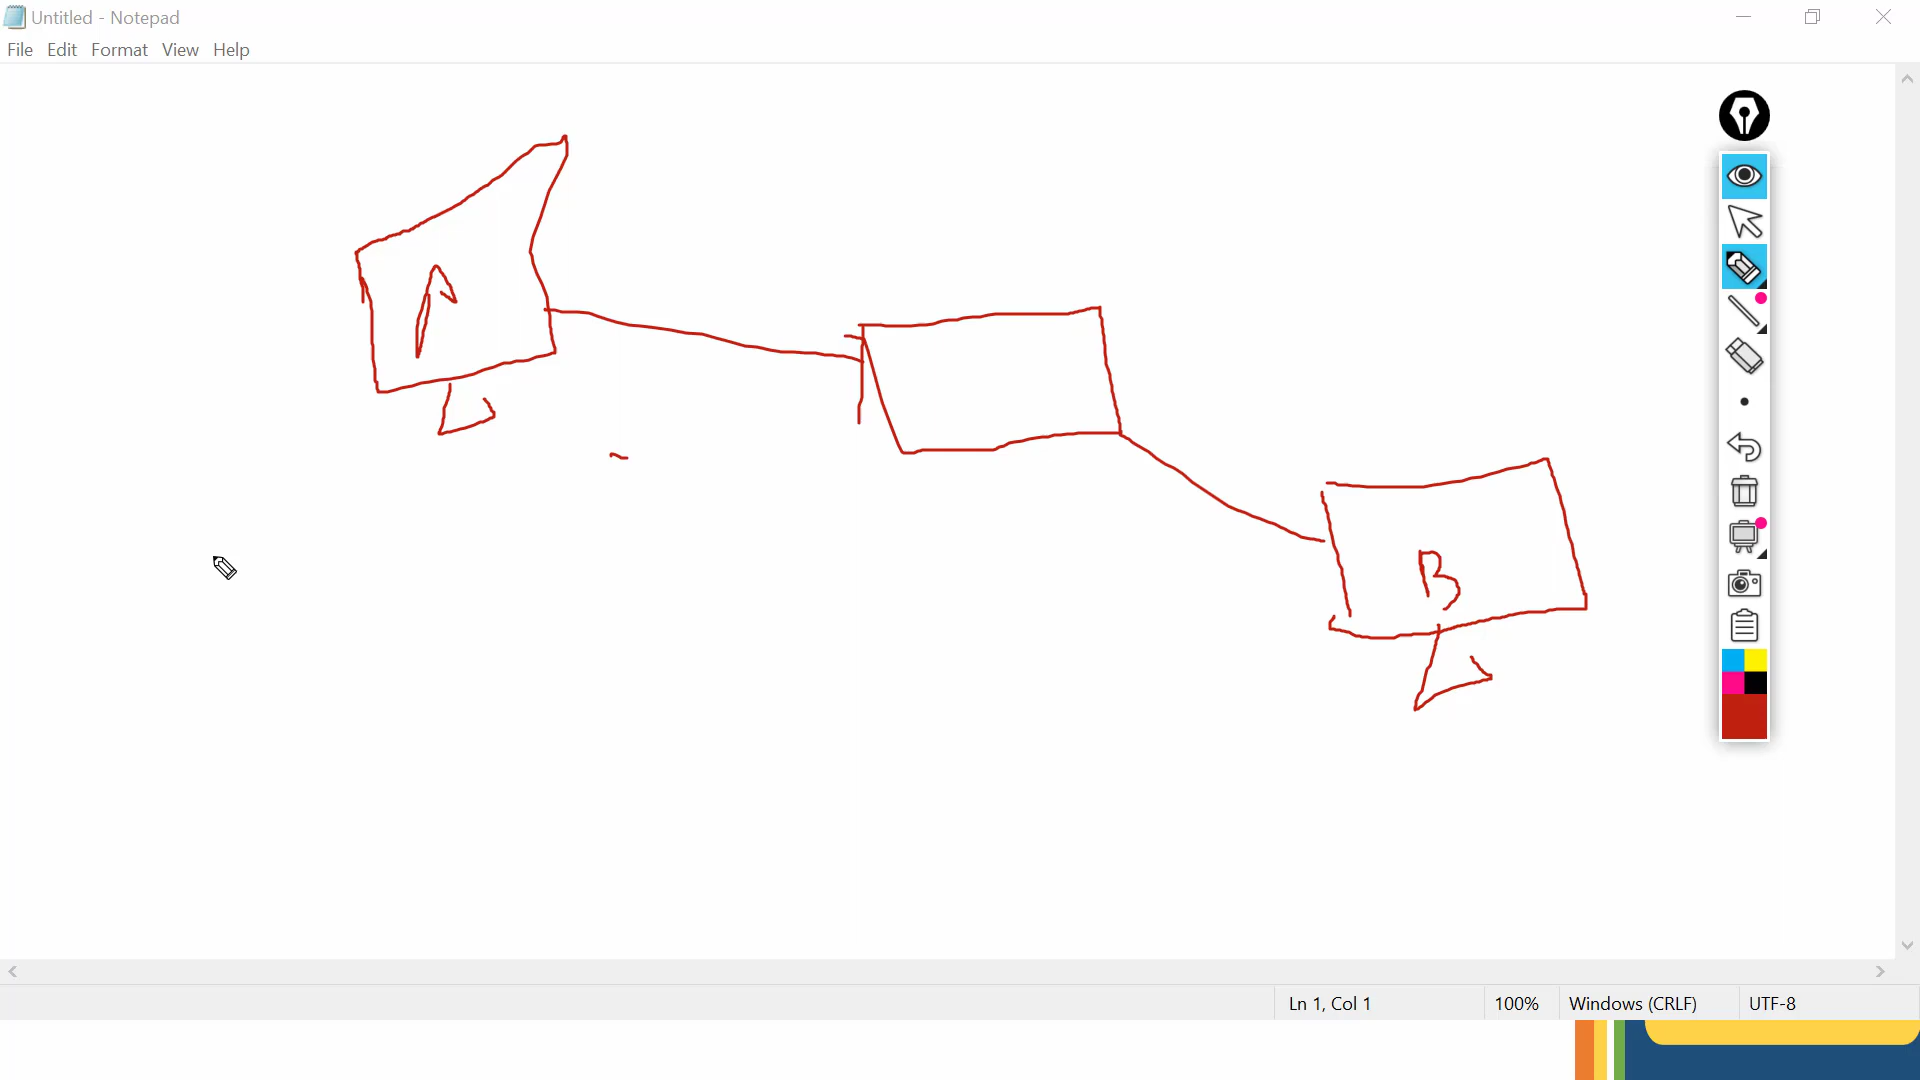 Untitled - Notepad
File Edit Format View Help
B
Ln 1, Col 1 100% Windows (CRLF) UTF-8